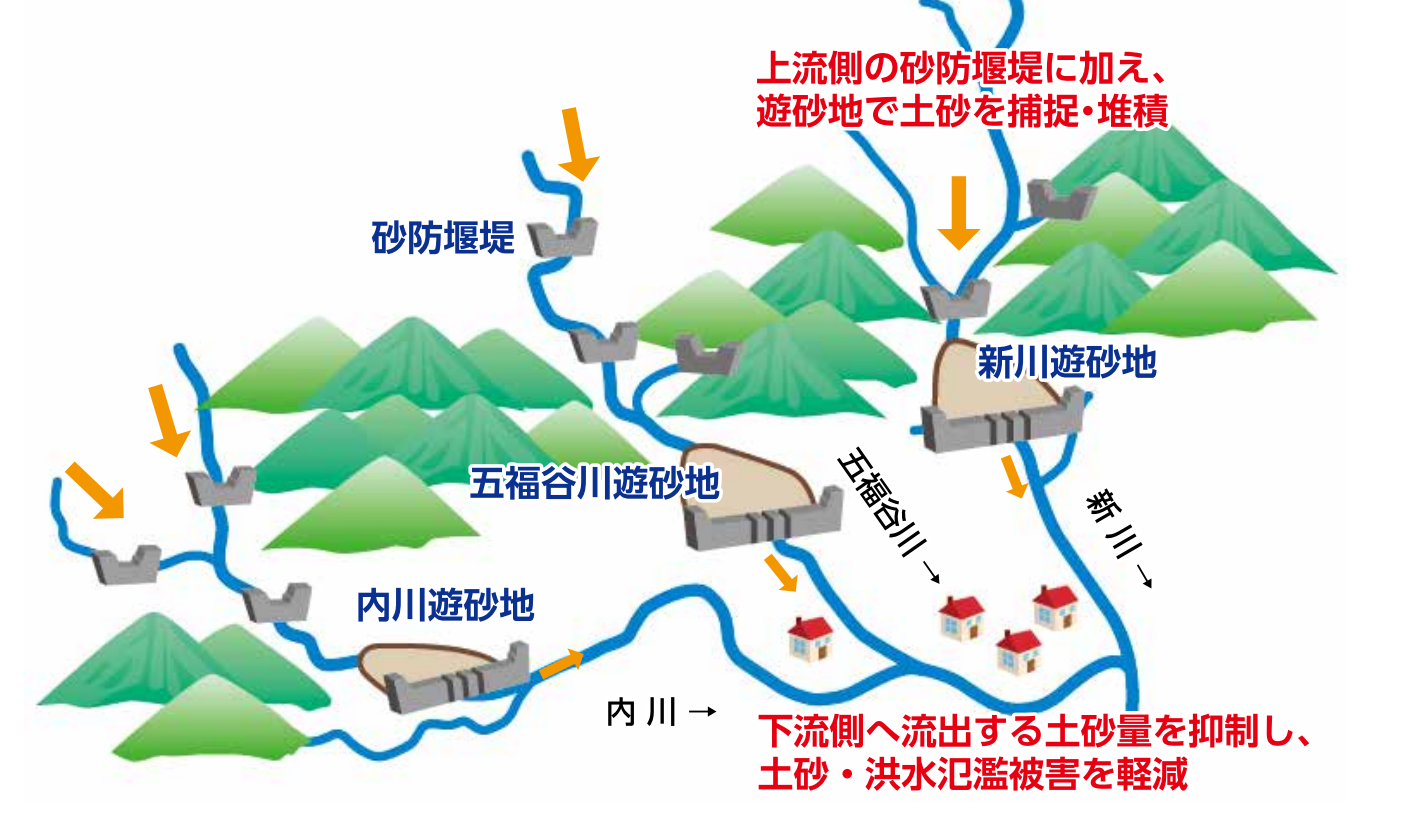 上流側の砂防堰堤に加え、
遊砂地で土砂を捕捉・堆積
砂防堰堤
新川遊砂地
五福谷川遊砂地
五福谷川→
新川→
内川遊砂地
内川→
下流側へ流出する土砂量を抑制し、
土砂・洪水氾濫被害を軽減